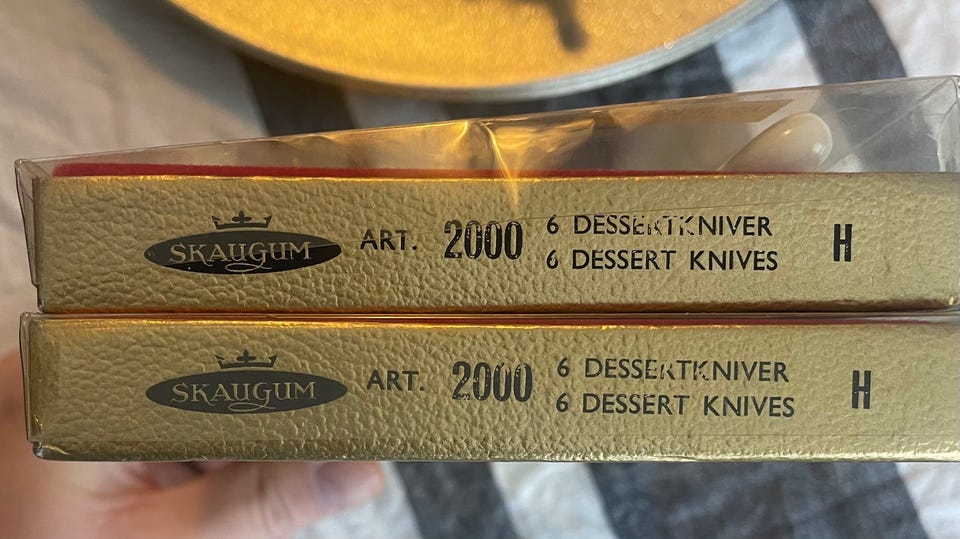 SKAUGUM ART. 2000 6 DESSERTKNIVER H
6 DESSERT KNIVES
SKAUGUM ART. 2000 6 DESSERTKNIVER H
6 DESSERT KNIVES